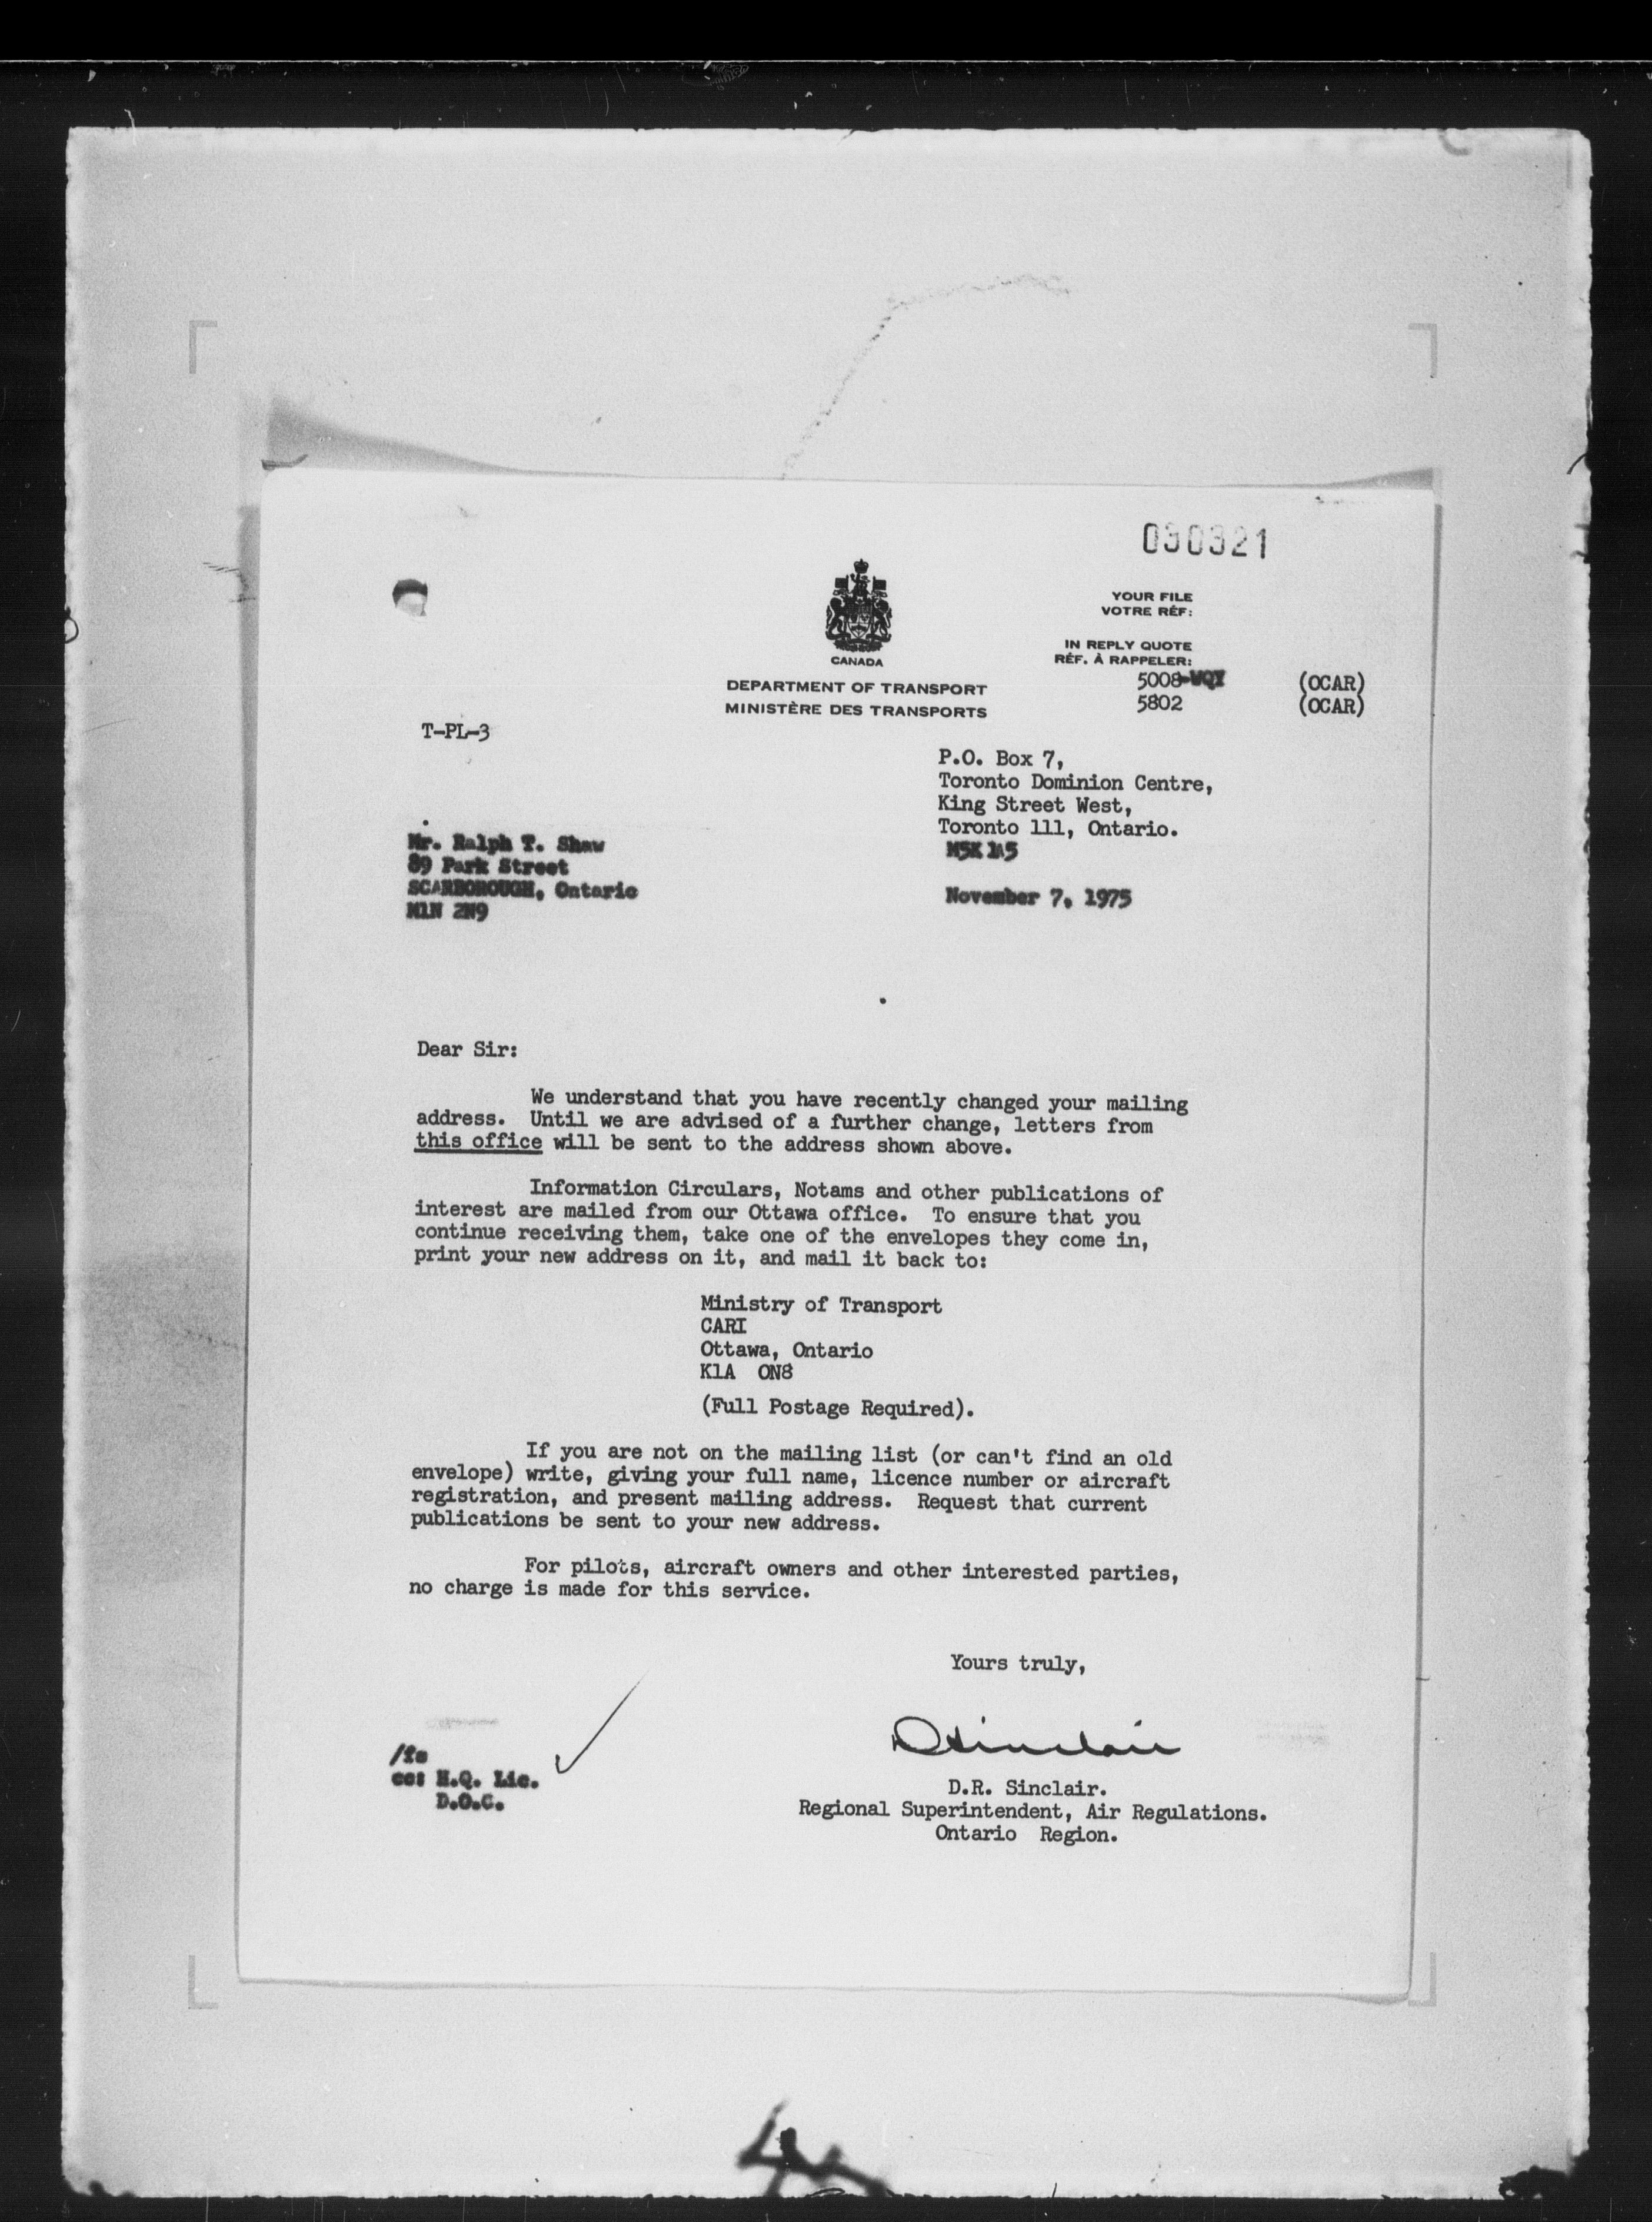 030321
YOUR FILE
VOTRE RÉF:
IN REPLY QUOTE
RÉF. À RAPPELER:
CANADA
DEPARTMENT OF TRANSPORT
MINISTÈRE DES TRANSPORTS
5008-WQY (OCAR)
5802 (OCAR)
T-PL-3
P.O. Box 7,
Toronto Dominion Centre,
King Street West,
Toronto 111, Ontario.
M5K 1A5
November 7, 1975
Mr. Ralph T. Shaw
89 Park Street
SCARBOROUGH, Ontario
M1N 2N9
Dear Sir:
We understand that you have recently changed your mailing
address. Until we are advised of a further change, letters from
this office will be sent to the address shown above.
Information Circulars, Notams and other publications of
interest are mailed from our Ottawa office. To ensure that you
continue receiving them, take one of the envelopes they come in,
print your new address on it, and mail it back to:
Ministry of Transport
CARI
Ottawa, Ontario
K1A ON8
(Full Postage Required).
If you are not on the mailing list (or can't find an old
envelope) write, giving your full name, licence number or aircraft
registration, and present mailing address. Request that current
publications be sent to your new address.
For pilots, aircraft owners and other interested parties,
no charge is made for this service.
Yours truly,
DSinclair
D.R. Sinclair.
Regional Superintendent, Air Regulations.
Ontario Region.
/fs
cc: H.Q. Lic.
D.O.C.